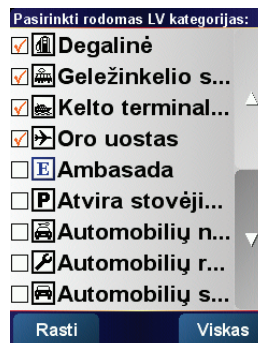 Pasirinkti rodomas LV kategorijas:
Degalinė
Geležinkelio s...
Kelto terminal...
Oro uostas
E Ambasada
P Atvira stovėji...
Automobilių n...
Automobilių r...
Automobilių s...
Rasti Viskas